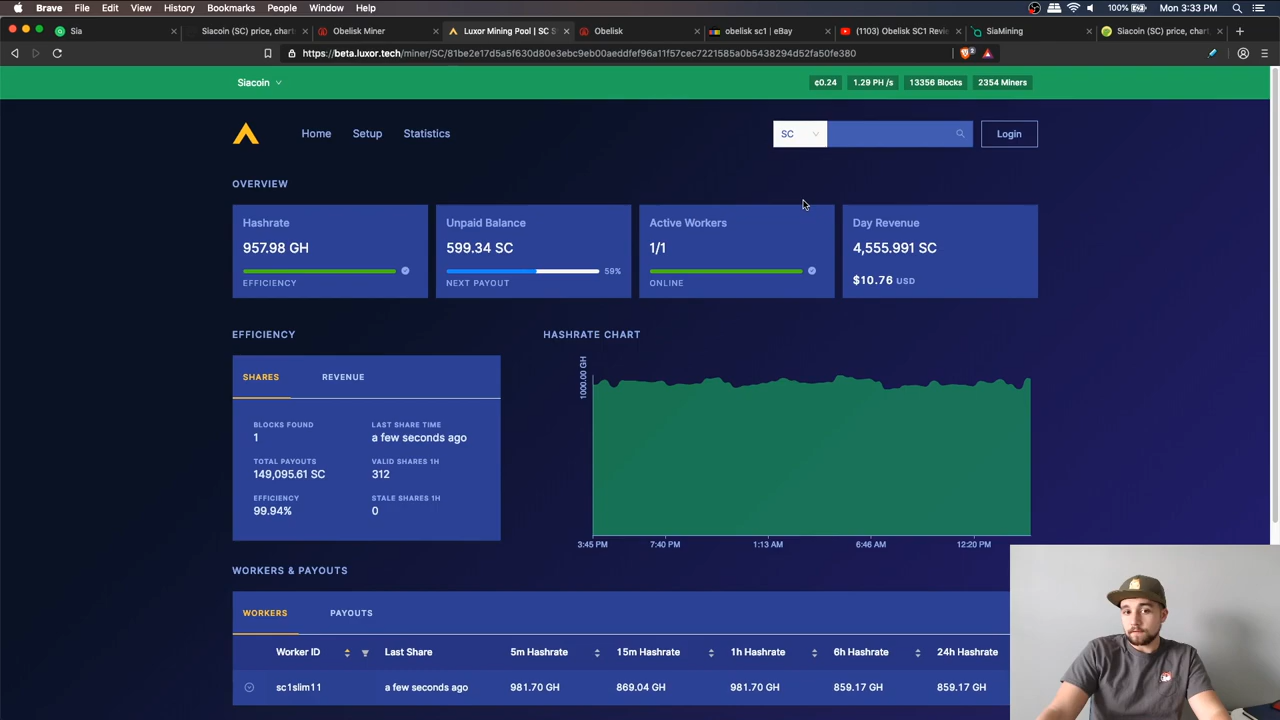 Brave File Edit View History Bookmarks People Window Help 100% Mon 3:33 PM
Sia
Siacoin (SC) price, chart
Obelisk Miner
Luxor Mining Pool | SC S
Obelisk
obelisk sc1 | eBay
(1103) Obelisk SC1 Revie
SiaMining
Siacoin (SC) price, chart
https://beta.luxor.tech/miner/SC/81be2e17d5a5f630d80e3ebc9eb00aeddfef96a11f57cec7221585a0b5438294d52fa50fe380
2
Siacoin
¢0.24 1.29 PH /s 13356 Blocks 2354 Miners
Home Setup Statistics
SC
Login
OVERVIEW
Hashrate
957.98 GH
EFFICIENCY
Unpaid Balance
599.34 SC
59%
NEXT PAYOUT
Active Workers
1/1
ONLINE
Day Revenue
4,555.991 SC
$10.76 USD
EFFICIENCY
SHARES REVENUE
BLOCKS FOUND
1
LAST SHARE TIME
a few seconds ago
TOTAL PAYOUTS
149,095.61 SC
VALID SHARES 1H
312
EFFICIENCY
99.94%
STALE SHARES 1H
0
HASHRATE CHART
1000.00 GH
3:45 PM 7:40 PM 1:13 AM 6:46 AM 12:20 PM
WORKERS & PAYOUTS
WORKERS PAYOUTS
Worker ID Last Share 5m Hashrate 15m Hashrate 1h Hashrate 6h Hashrate 24h Hashrate
sc1slim11 a few seconds ago 981.70 GH 869.04 GH 981.70 GH 859.17 GH 859.17 GH